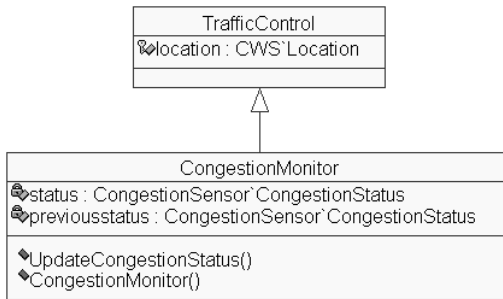 TrafficControl
location : CWS`Location
CongestionMonitor
status : CongestionSensor`CongestionStatus
previousstatus : CongestionSensor`CongestionStatus
UpdateCongestionStatus()
CongestionMonitor()